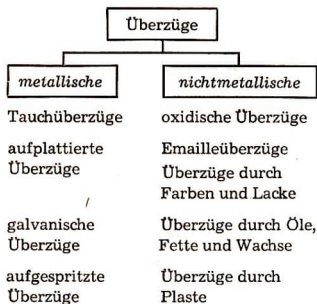 Überzüge
metallische
nichtmetallische
Tauchüberzüge
aufplattierte
Überzüge
galvanische
Überzüge
aufgespritzte
Überzüge
oxidische Überzüge
Emailleüberzüge
Überzüge durch
Farben und Lacke
Überzüge durch Öle,
Fette und Wachse
Überzüge durch
Plaste